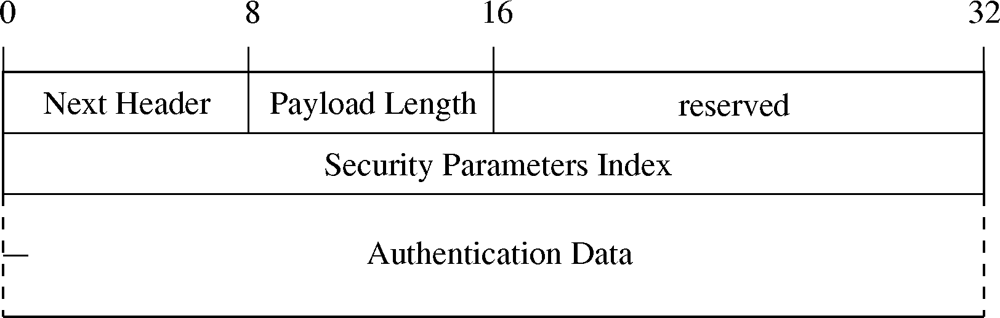 0 8 16 32
Next Header Payload Length reserved
Security Parameters Index
Authentication Data